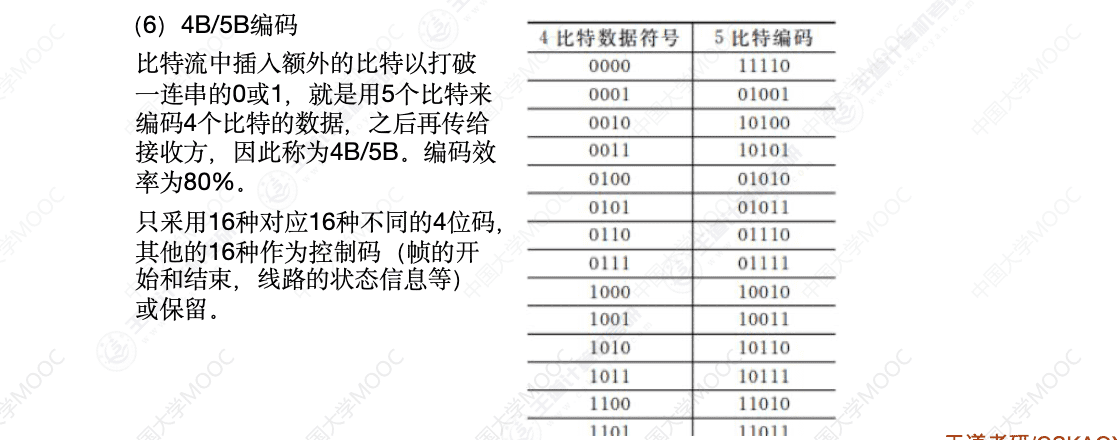 (6) 4B/5B编码
比特流中插入额外的比特以打破
一连串的0或1，就是用5个比特来
编码4个比特的数据，之后再传给
接收方，因此称为4B/5B。编码效
率为80%。
只采用16种对应16种不同的4位码，
其他的16种作为控制码（帧的开
始和结束，线路的状态信息等）
或保留。
4 比特数据符号 5 比特编码
0000 11110
0001 01001
0010 10100
0011 10101
0100 01010
0101 01011
0110 01110
0111 01111
1000 10010
1001 10011
1010 10110
1011 10111
1100 11010
1101 11011
中国大学MOOC